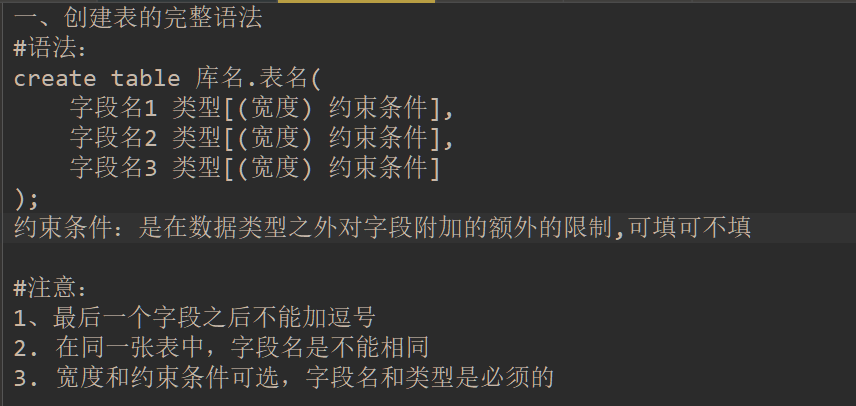 一、创建表的完整语法
#语法：
create table 库名.表名(
    字段名1 类型[(宽度) 约束条件],
    字段名2 类型[(宽度) 约束条件],
    字段名3 类型[(宽度) 约束条件]
);
约束条件：是在数据类型之外对字段附加的额外的限制,可填可不填
#注意：
1、最后一个字段之后不能加逗号
2. 在同一张表中，字段名是不能相同
3. 宽度和约束条件可选，字段名和类型是必须的